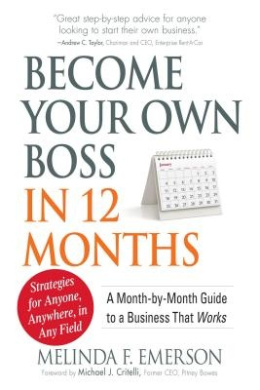 "Great step-by-step advice for anyone
looking to start their own business."
—Andrew C. Taylor, Chairman and CEO, Enterprise Rent-A-Car
BECOME
YOUR OWN
BOSS
IN 12
MONTHS
January
Strategies
for Anyone,
Anywhere, in
Any Field
A Month-by-Month Guide
to a Business That Works
MELINDA F. EMERSON
Foreword by Michael J. Critelli, Former CEO, Pitney Bowes